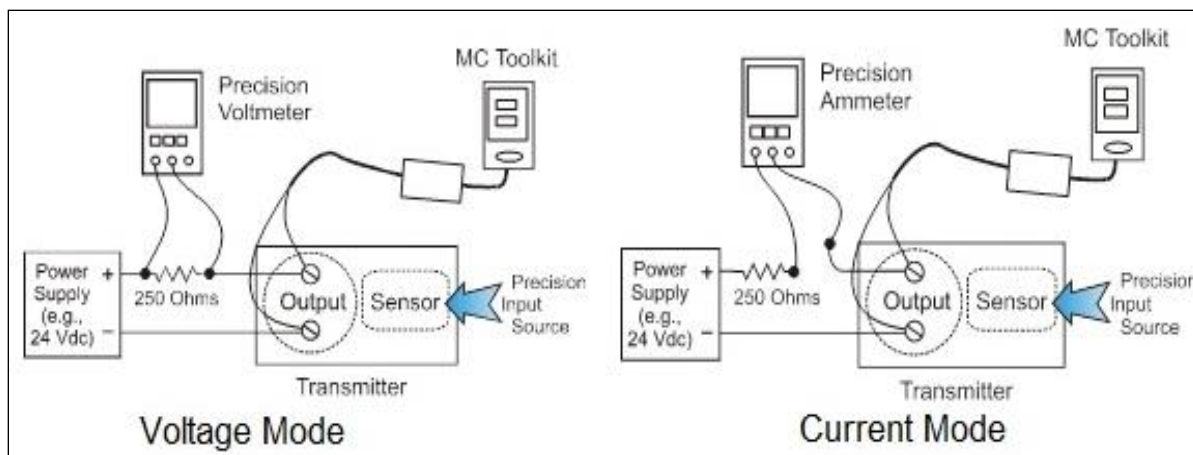 MC Toolkit
Precision
Voltmeter
Power
Supply
(e.g.,
24 Vdc)
+
–
250 Ohms
Output
Sensor
Precision
Input
Source
Transmitter
Voltage Mode
MC Toolkit
Precision
Ammeter
Power
Supply
(e.g.,
24 Vdc)
+
–
250 Ohms
Output
Sensor
Precision
Input
Source
Transmitter
Current Mode